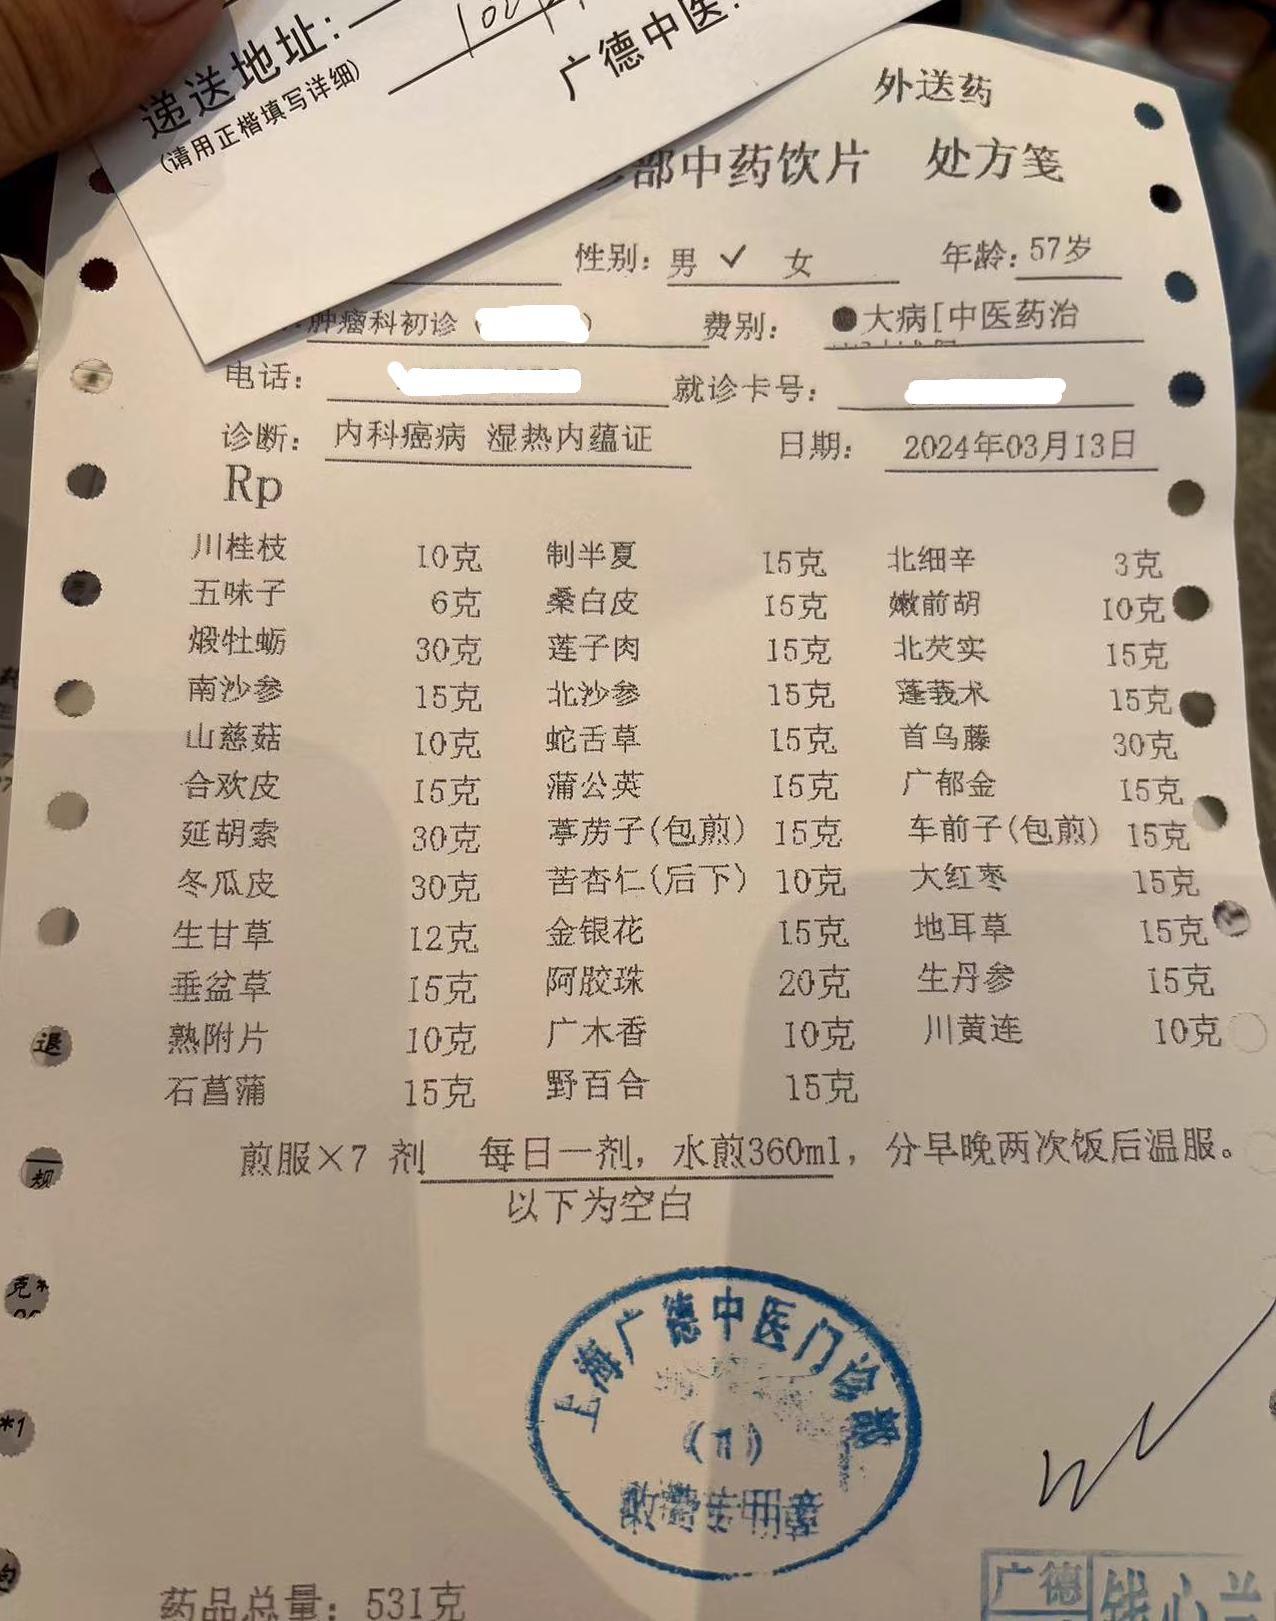 递送地址:
(请用正楷填写详细)
广德中医
外送药
部中药饮片 处方笺
性别: 男 ✓ 女 年龄: 57岁
肿瘤科初诊 费别: 大病[中医药治
电话: 就诊卡号:
诊断: 内科癌病 湿热内蕴证 日期: 2024年03月13日
Rp
川桂枝 10克 制半夏 15克 北细辛 3克
五味子 6克 桑白皮 15克 嫩前胡 10克
煅牡蛎 30克 莲子肉 15克 北芡实 15克
南沙参 15克 北沙参 15克 蓬莪术 15克
山慈菇 10克 蛇舌草 15克 首乌藤 30克
合欢皮 15克 蒲公英 15克 广郁金 15克
延胡索 30克 葶苈子(包煎) 15克 车前子(包煎) 15克
冬瓜皮 30克 苦杏仁(后下) 10克 大红枣 15克
生甘草 12克 金银花 15克 地耳草 15克
垂盆草 15克 阿胶珠 20克 生丹参 15克
熟附片 10克 广木香 10克 川黄连 10克
石菖蒲 15克 野百合 15克
煎服×7 剂 每日一剂, 水煎360ml, 分早晚两次饭后温服。
以下为空白
上海广德中医门诊部
收费专用章
药品总量: 531克
广德 钱心兰
退
规
克*
*1